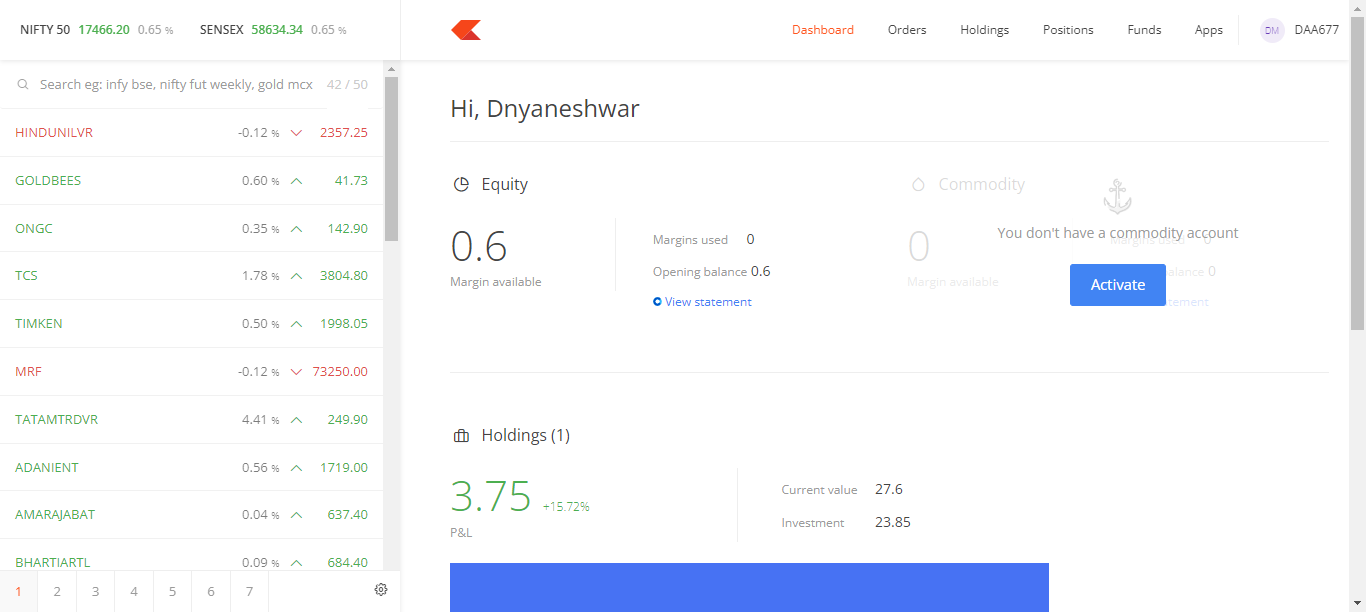 NIFTY 50 17466.20 0.65 % SENSEX 58634.34 0.65 %
Dashboard Orders Holdings Positions Funds Apps DM DAA677
Search eg: infy bse, nifty fut weekly, gold mcx 42 / 50
HINDUNILVR -0.12 % 2357.25
GOLDBEES 0.60 % 41.73
ONGC 0.35 % 142.90
TCS 1.78 % 3804.80
TIMKEN 0.50 % 1998.05
MRF -0.12 % 73250.00
TATAMTRDVR 4.41 % 249.90
ADANIENT 0.56 % 1719.00
AMARAJABAT 0.04 % 637.40
BHARTIARTL 0.09 % 684.40
1 2 3 4 5 6 7
Hi, Dnyaneshwar
Equity
0.6
Margin available
Margins used 0
Opening balance 0.6
View statement
Commodity
0
Margin available
You don't have a commodity account
Margins used 0
alance 0
tement
Activate
Holdings (1)
3.75 +15.72%
P&L
Current value 27.6
Investment 23.85